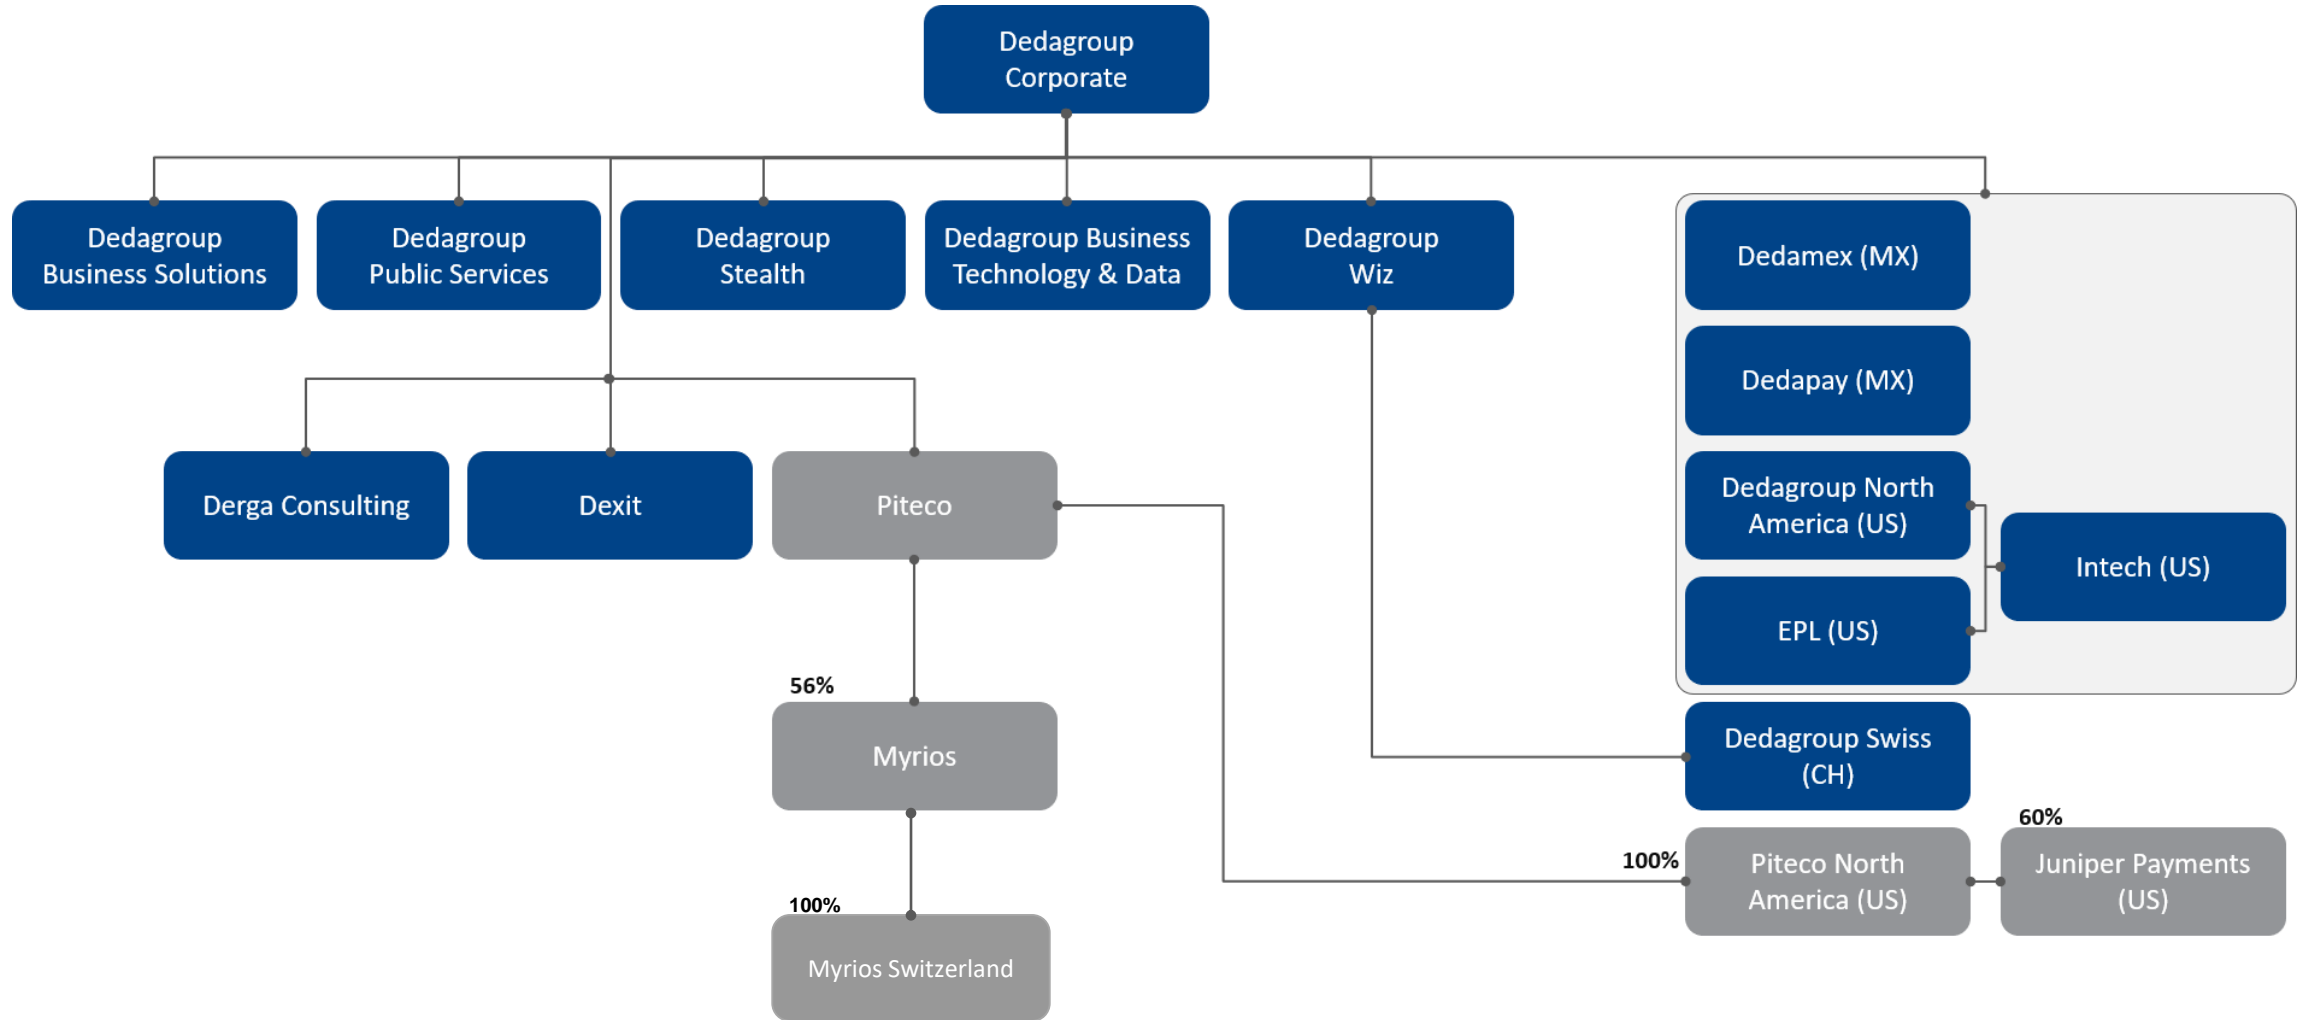 Dedagroup
Corporate
Dedagroup
Business Solutions
Dedagroup
Public Services
Dedagroup
Stealth
Dedagroup Business
Technology & Data
Dedagroup
Wiz
Dedamex (MX)
Dedapay (MX)
Derga Consulting
Dexit
Piteco
Dedagroup North
America (US)
Intech (US)
EPL (US)
56%
Myrios
Dedagroup Swiss
(CH)
60%
100%
Piteco North
America (US)
Juniper Payments
(US)
100%
Myrios Switzerland